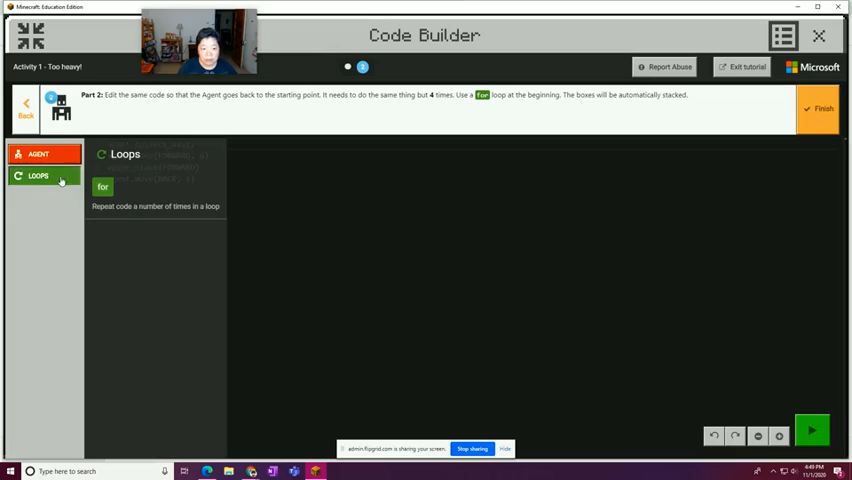 Minecraft: Education Edition
Code Builder
Activity 1 - Too heavy!
2
Report Abuse
Exit tutorial
Microsoft
Back
Part 2: Edit the same code so that the Agent goes back to the starting point. It needs to do the same thing but 4 times. Use a for loop at the beginning. The boxes will be automatically stacked.
Finish
AGENT
LOOPS
Loops
for
Repeat code a number of times in a loop
admin.flipgrid.com is sharing your screen.
Stop sharing
Hide
Type here to search
4:49 PM
11/1/2020